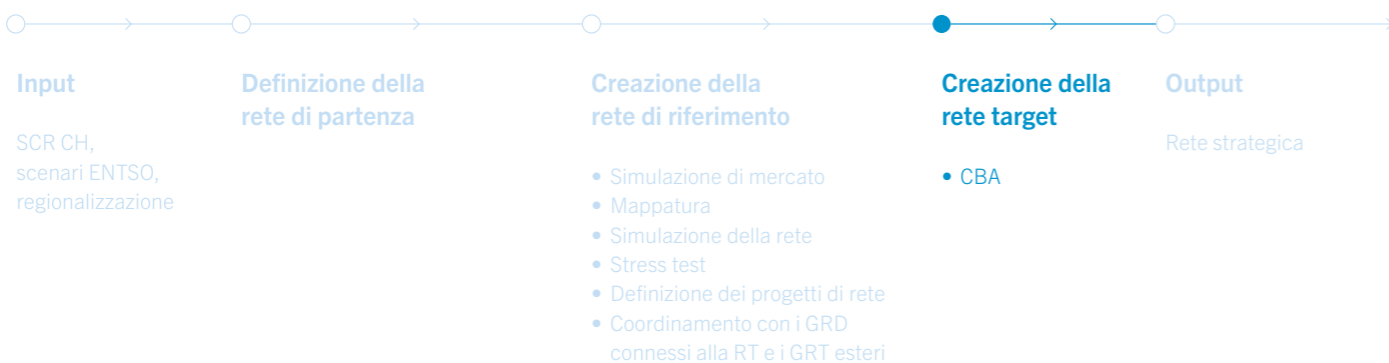 Input
SCR CH,
scenari ENTSO,
regionalizzazione
Definizione della
rete di partenza
Creazione della
rete di riferimento
• Simulazione di mercato
• Mappatura
• Simulazione della rete
• Stress test
• Definizione dei progetti di rete
• Coordinamento con i GRD
connessi alla RT e i GRT esteri
Creazione della
rete target
• CBA
Output
Rete strategica